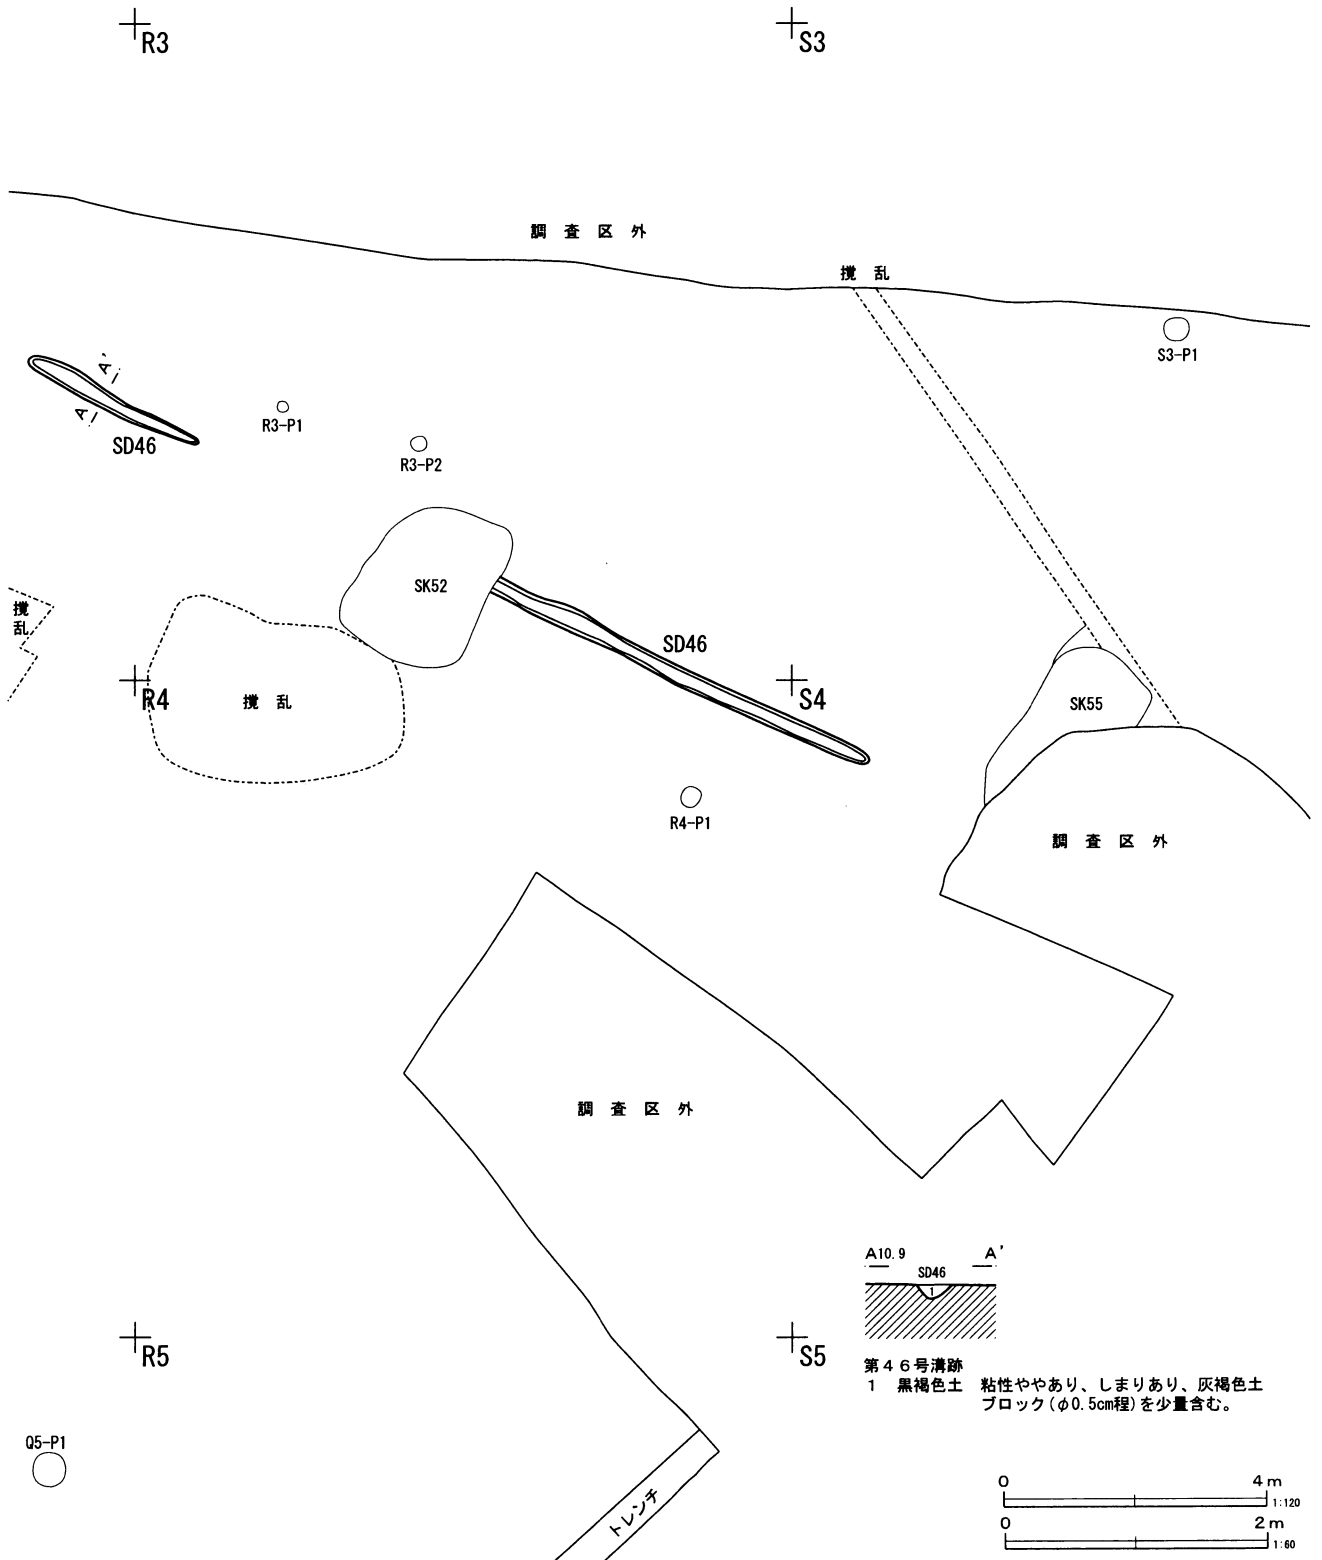 R3
S3
調査区外
攪乱
S3-P1
A'
A
SD46
R3-P1
R3-P2
SK52
攪乱
SD46
R4
攪乱
S4
SK55
R4-P1
調査区外
調査区外
A10.9 A'
SD46
1
R5
S5
第46号溝跡
1 黒褐色土 粘性ややあり、しまりあり、灰褐色土
ブロック(φ0.5cm程)を少量含む。
Q5-P1
トレンチ
0 4m
1:120
0 2m
1:60